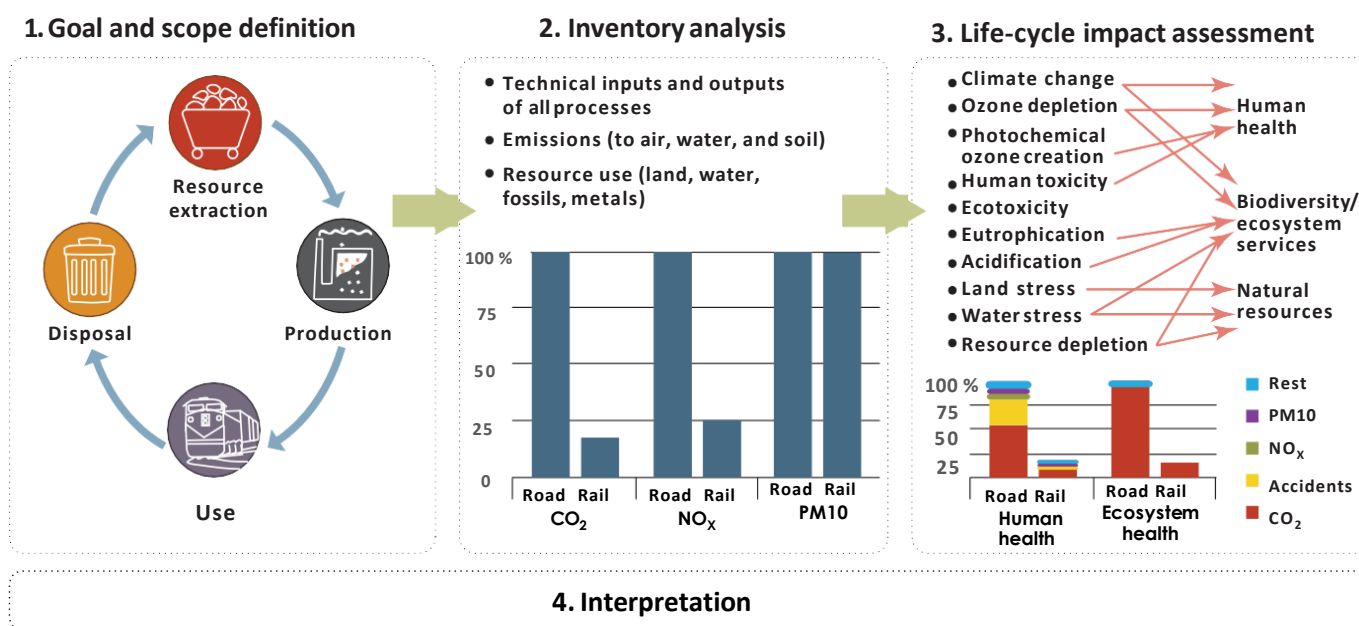 1. Goal and scope definition
Resource
extraction
Production
Use
Disposal
2. Inventory analysis
• Technical inputs and outputs
of all processes
• Emissions (to air, water, and soil)
• Resource use (land, water,
fossils, metals)
100 %
75
50
25
0
Road Rail
CO₂
Road Rail
NOₓ
Road Rail
PM10
3. Life-cycle impact assessment
• Climate change
• Ozone depletion
• Photochemical
ozone creation
• Human toxicity
• Ecotoxicity
• Eutrophication
• Acidification
• Land stress
• Water stress
• Resource depletion
Human
health
Biodiversity/
ecosystem
services
Natural
resources
100 %
75
50
25
Road Rail
Human
health
Road Rail
Ecosystem
health
Rest
PM10
NOₓ
Accidents
CO₂
4. Interpretation